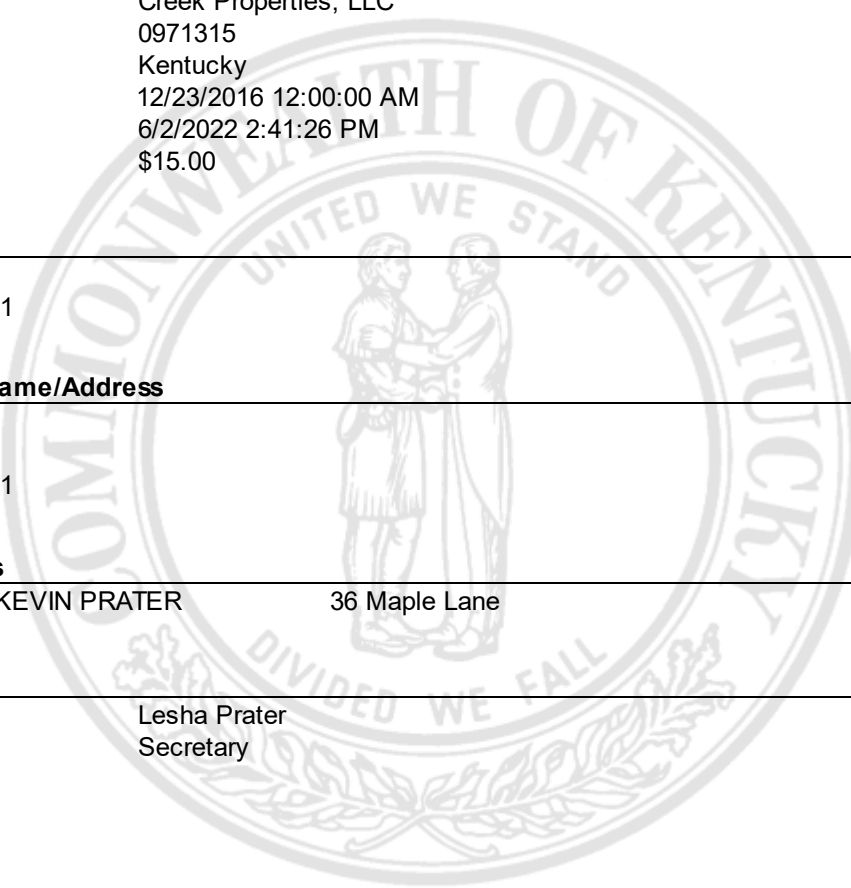 Creek Properties, LLC
0971315
Kentucky
12/23/2016 12:00:00 AM
6/2/2022 2:41:26 PM
$15.00
1
ame/Address
1
s
KEVIN PRATER 36 Maple Lane
Lesha Prater
Secretary
COMMONWEALTH OF KENTUCKY
UNITED WE STAND
DIVIDED WE FALL